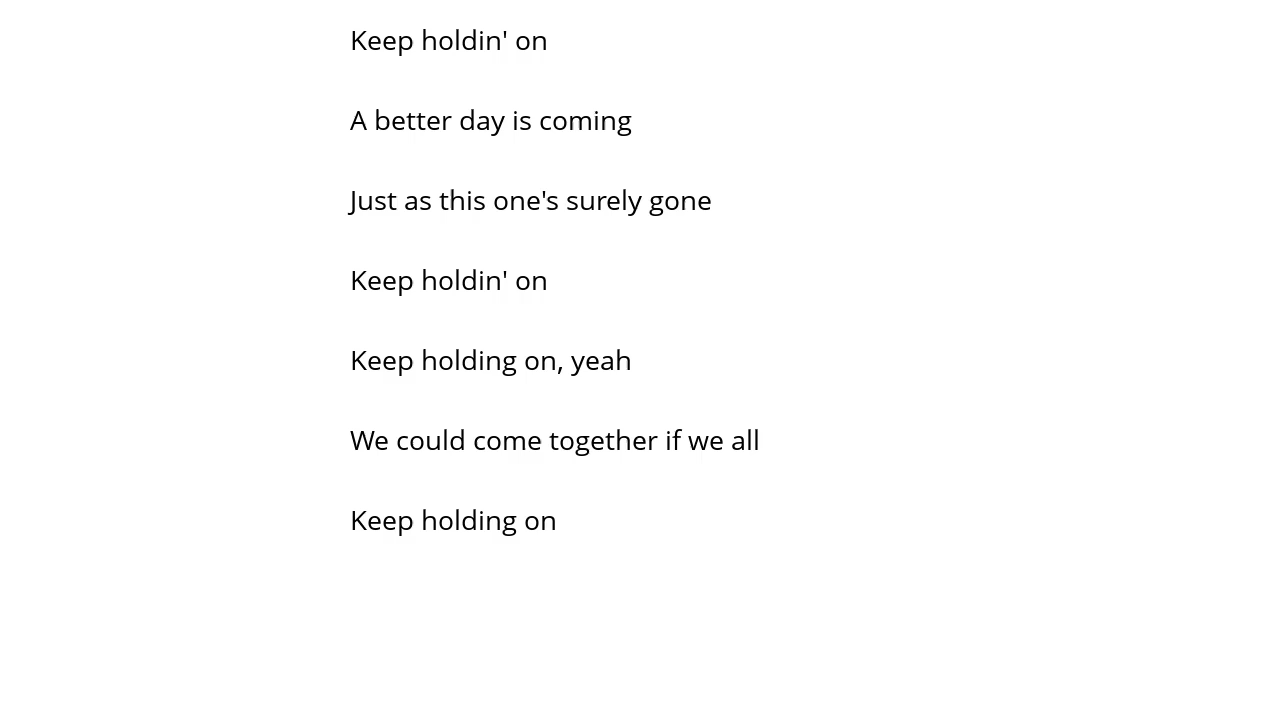 Keep holdin' on
A better day is coming
Just as this one's surely gone
Keep holdin' on
Keep holding on, yeah
We could come together if we all
Keep holding on